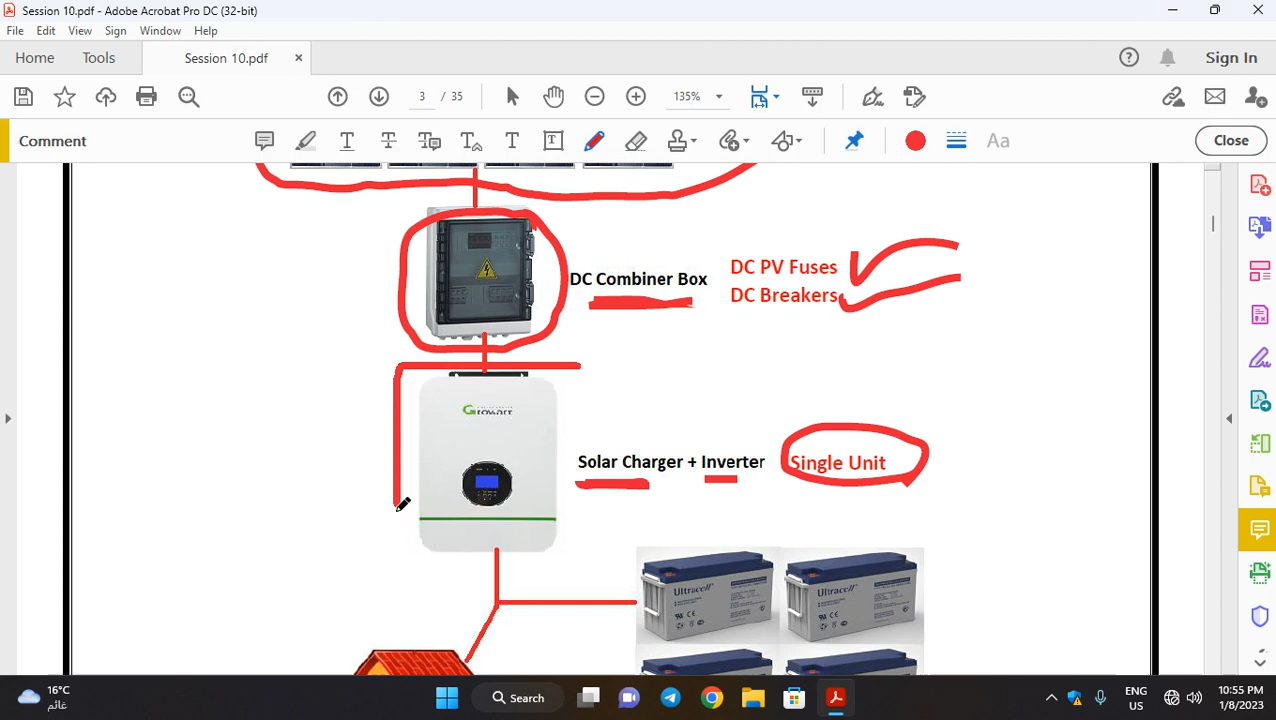 Session 10.pdf - Adobe Acrobat Pro DC (32-bit)
File Edit View Sign Window Help
Home Tools Session 10.pdf × Sign In
3 / 35 135%
Comment Aa Close
DC Combiner Box
DC PV Fuses
DC Breakers
Growatt
Solar Charger + Inverter
Single Unit
Ultracell
Ultracell
16°C
غائم
Search
ENG
US
10:55 PM
1/8/2023